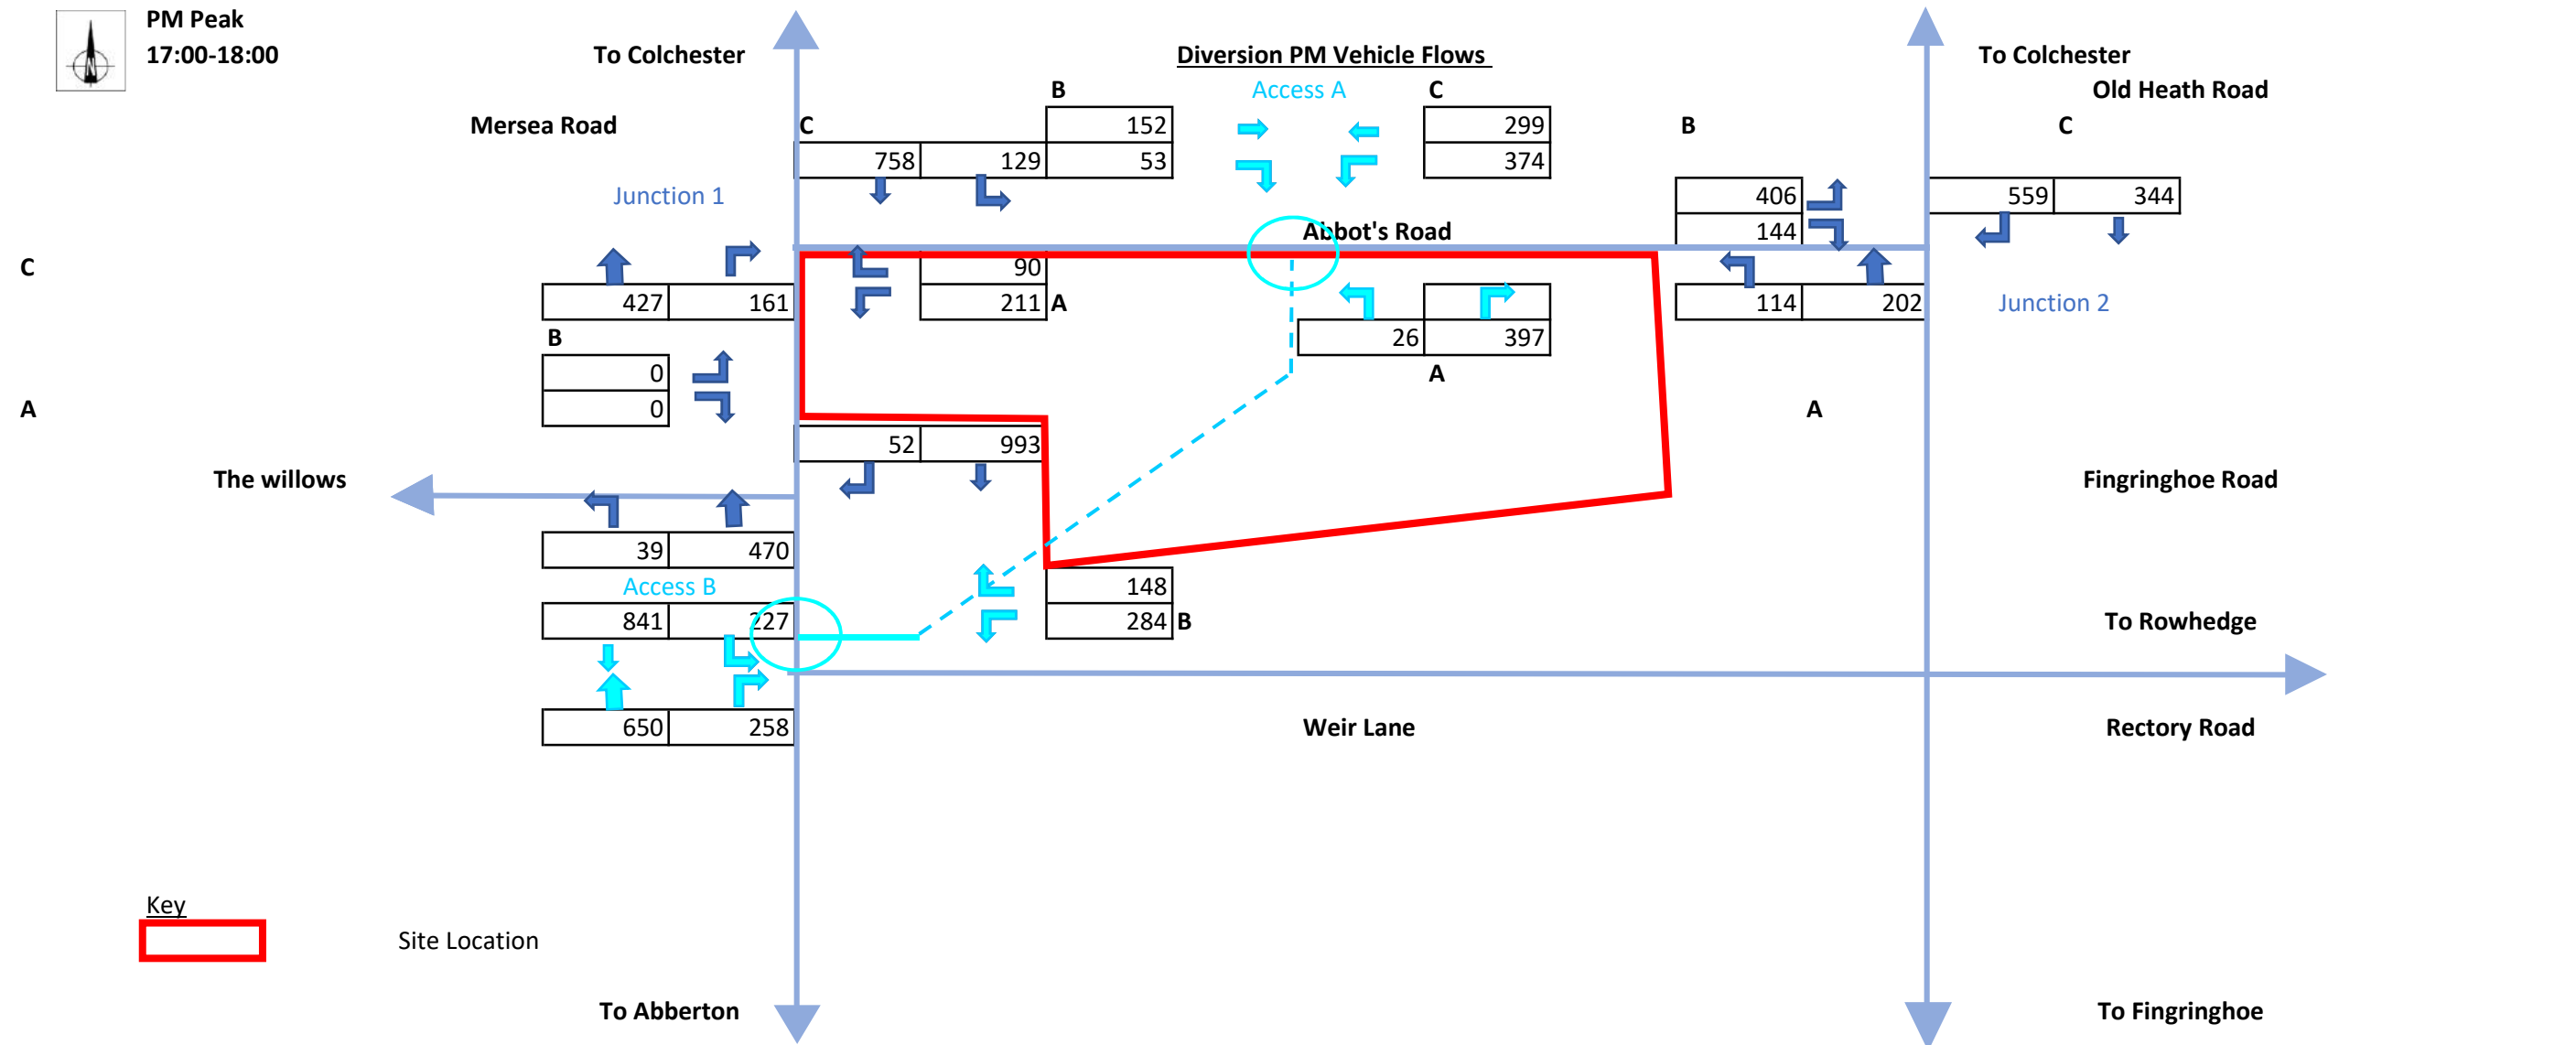 PM Peak
17:00-18:00
To Colchester
Diversion PM Vehicle Flows
To Colchester
B
Access A
C
Old Heath Road
Mersea Road
C
152
299
B
C
758 129 53
374
Junction 1
406
559 344
Abbot's Road
144
C
90
427 161
211 A
114 202
Junction 2
B
26 397
0
A
A
0
A
52 993
The willows
Fingringhoe Road
39 470
Access B
148
841 227
284 B
To Rowhedge
650 258
Weir Lane
Rectory Road
Key
Site Location
To Abberton
To Fingringhoe